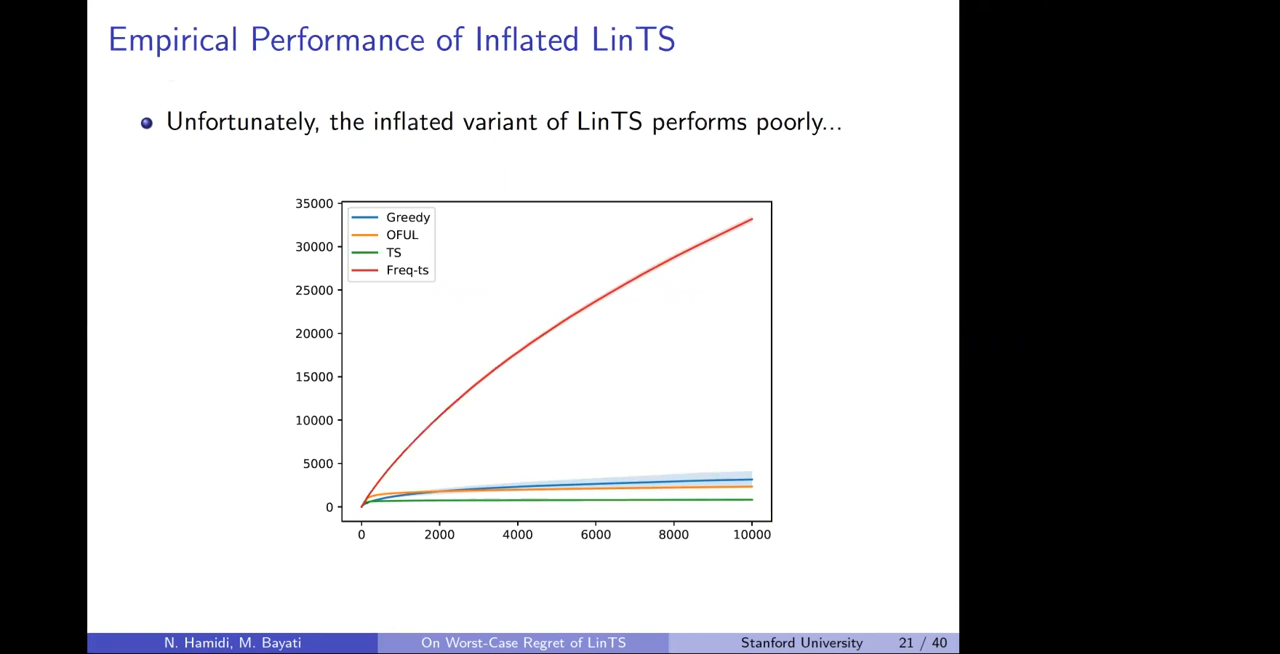 Empirical Performance of Inflated LinTS
Unfortunately, the inflated variant of LinTS performs poorly...
35000
30000
25000
20000
15000
10000
5000
0
Greedy
OFUL
TS
Freq-ts
0 2000 4000 6000 8000 10000
N. Hamidi, M. Bayati On Worst-Case Regret of LinTS Stanford University 21 / 40